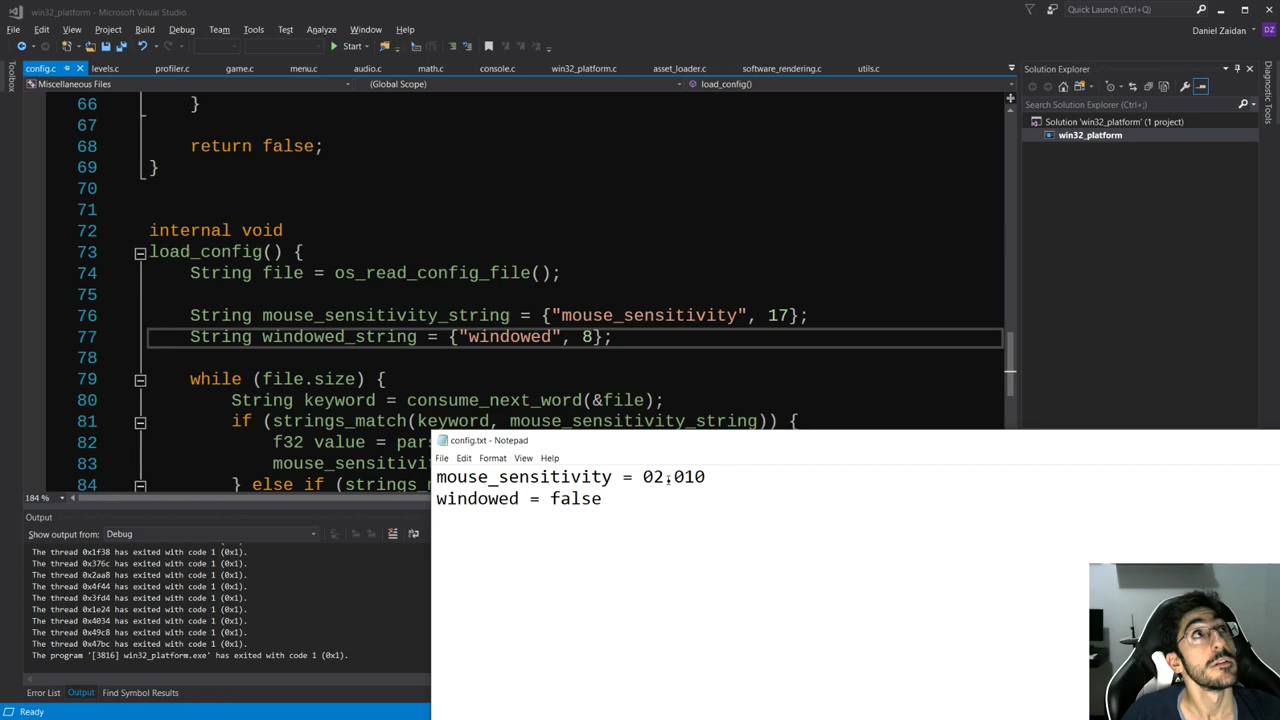 win32_platform - Microsoft Visual Studio
Quick Launch (Ctrl+Q)
File Edit View Project Build Debug Team Tools Test Analyze Window Help
Daniel Zaidan DZ
Start
Toolbox
config.c levels.c profiler.c game.c menu.c audio.c math.c console.c win32_platform.c asset_loader.c software_rendering.c utils.c
Miscellaneous Files (Global Scope) load_config()
66 }
67
68 return false;
69 }
70
71
72 internal void
73 load_config() {
74 String file = os_read_config_file();
75
76 String mouse_sensitivity_string = {"mouse_sensitivity", 17};
77 String windowed_string = {"windowed", 8};
78
79 while (file.size) {
80 String keyword = consume_next_word(&file);
81 if (strings_match(keyword, mouse_sensitivity_string)) {
82 f32 value = pars
83 mouse_sensitivi
84 } else if (strings_m
184 %
Solution Explorer
Search Solution Explorer (Ctrl+;)
Solution 'win32_platform' (1 project)
win32_platform
Diagnostic Tools
Output
Show output from: Debug
The thread 0x1f38 has exited with code 1 (0x1).
The thread 0x376c has exited with code 1 (0x1).
The thread 0x2aa8 has exited with code 1 (0x1).
The thread 0x4f44 has exited with code 1 (0x1).
The thread 0x3fd4 has exited with code 1 (0x1).
The thread 0x1e24 has exited with code 1 (0x1).
The thread 0x4034 has exited with code 1 (0x1).
The thread 0x49c8 has exited with code 1 (0x1).
The thread 0x47bc has exited with code 1 (0x1).
The program '[3816] win32_platform.exe' has exited with code 1 (0x1).
Error List Output Find Symbol Results
Ready
config.txt - Notepad
File Edit Format View Help
mouse_sensitivity = 02.010
windowed = false